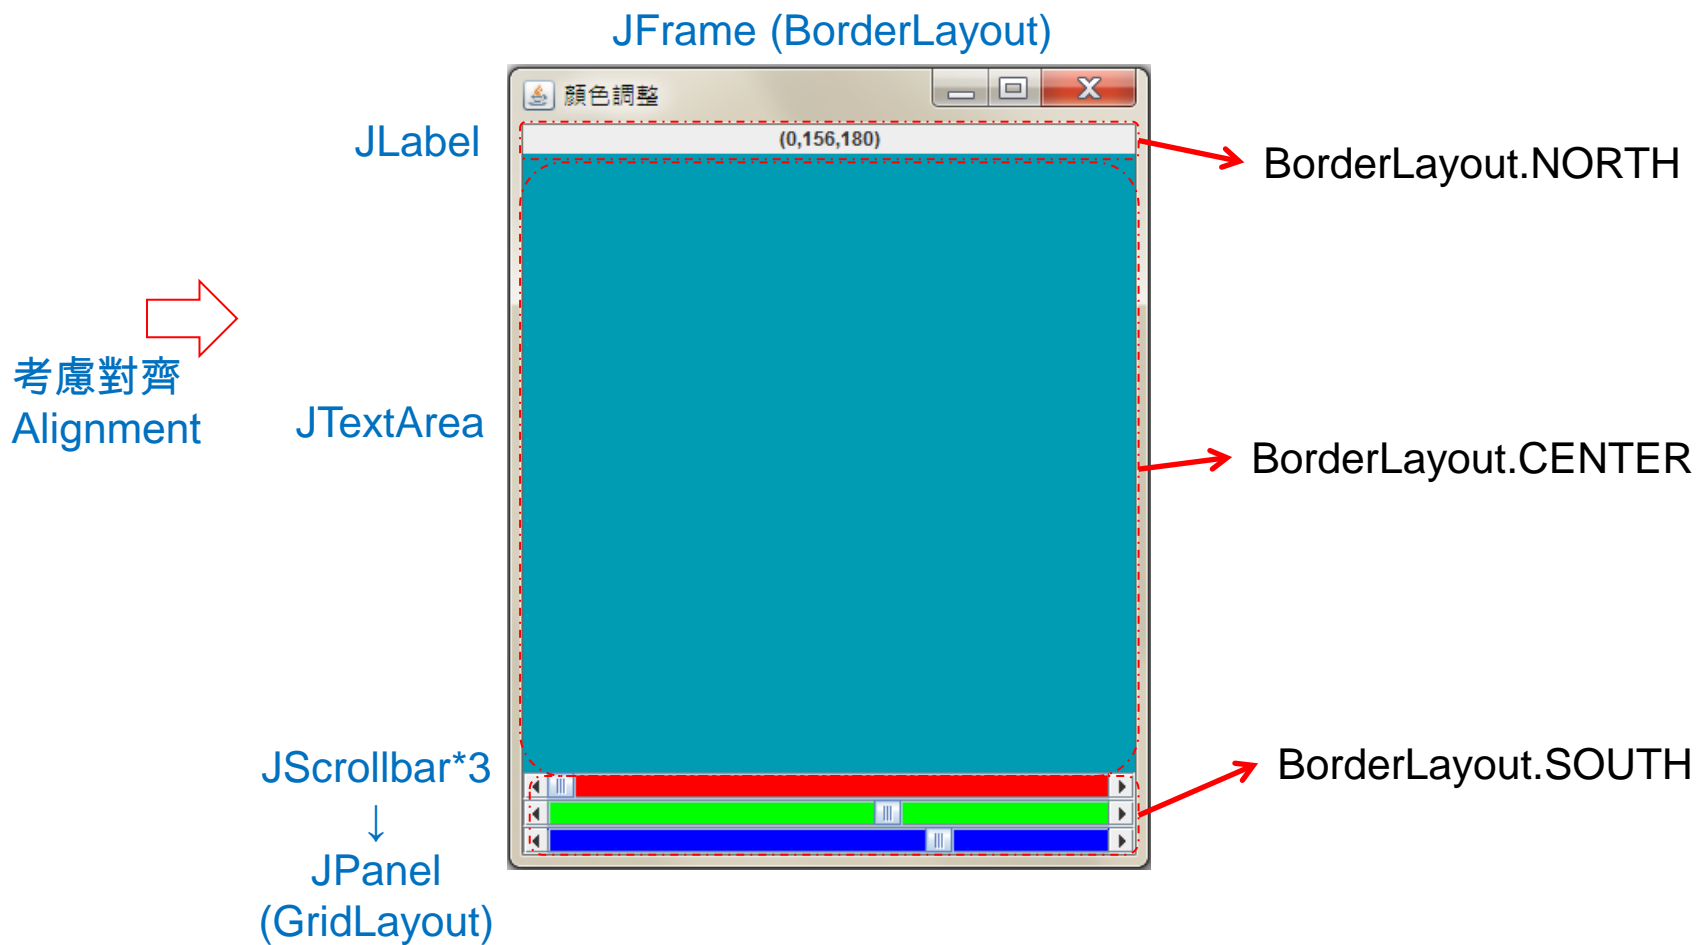 JFrame (BorderLayout)
顏色調整
JLabel
(0,156,180)
BorderLayout.NORTH
考慮對齊
Alignment
JTextArea
BorderLayout.CENTER
JScrollbar*3
↓
JPanel
(GridLayout)
BorderLayout.SOUTH